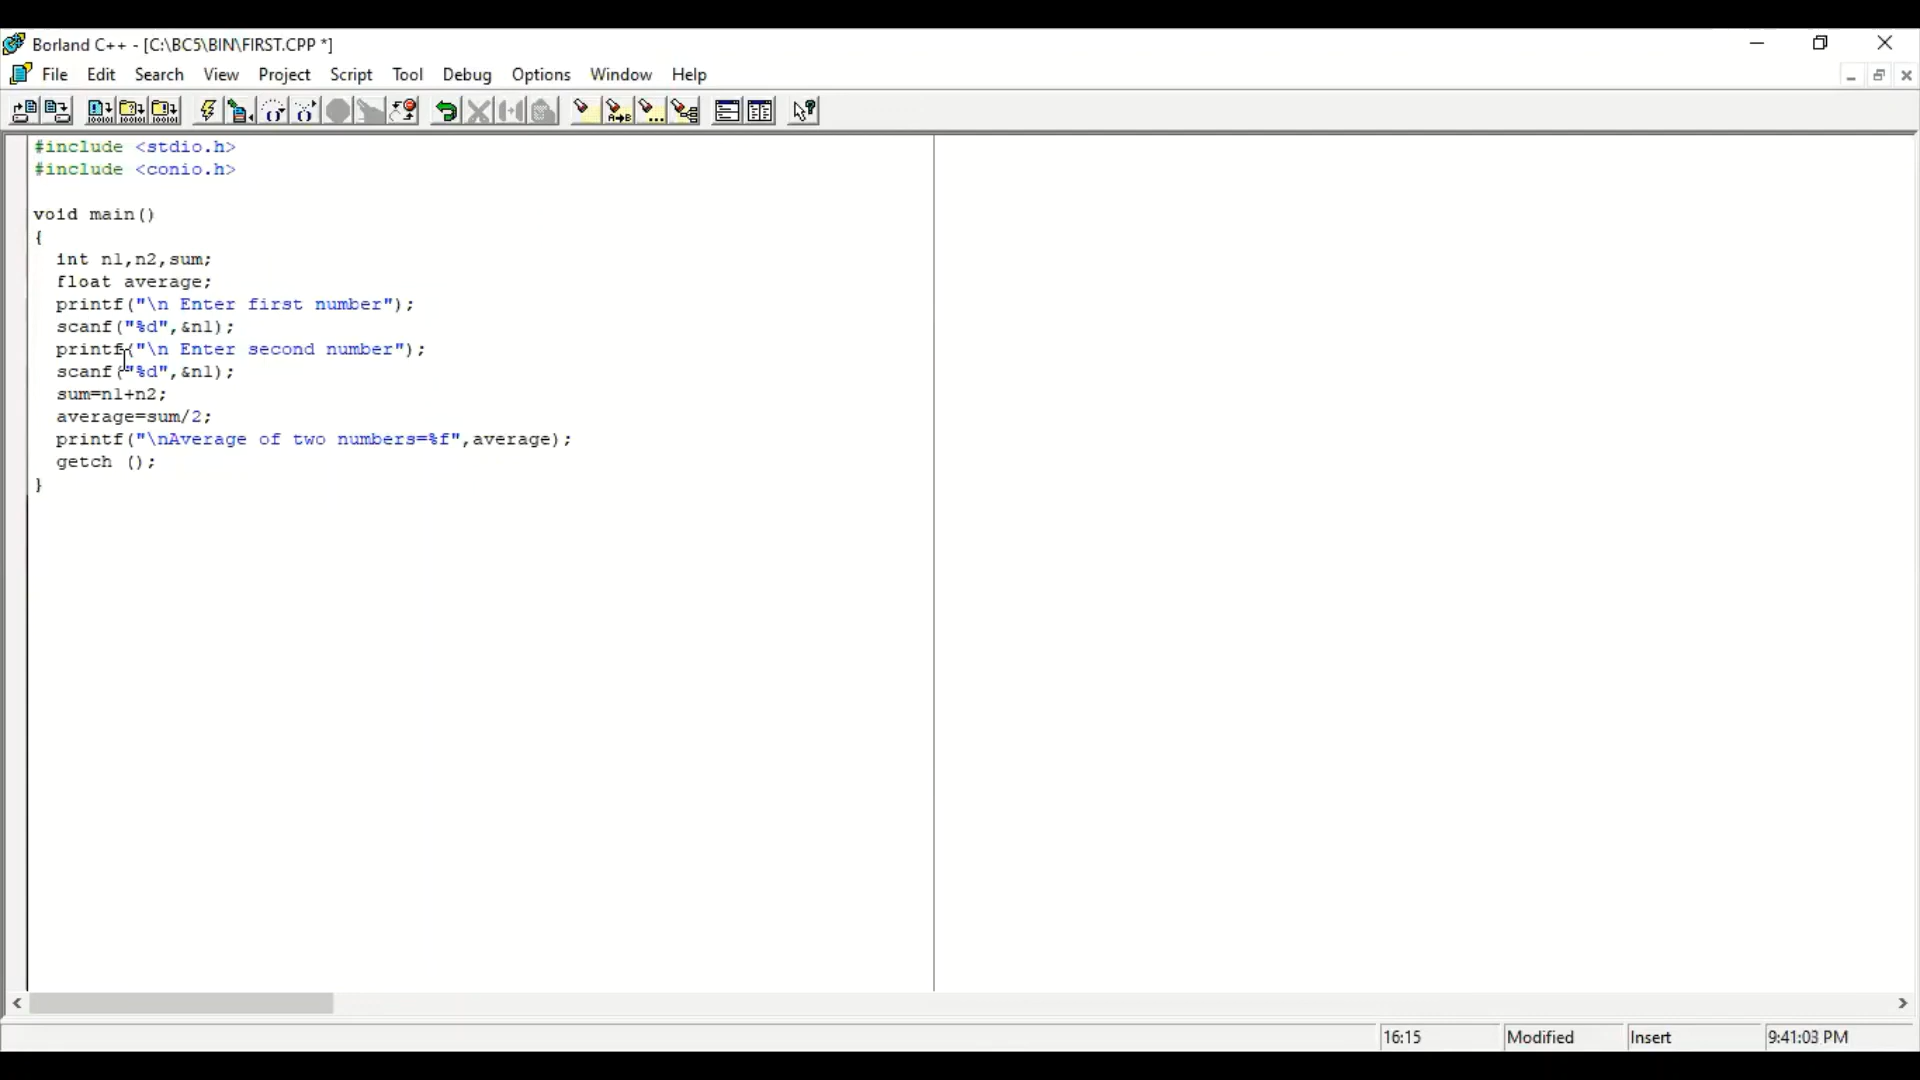 Borland C++ - [C:\BC5\BIN\FIRST.CPP *]
File Edit Search View Project Script Tool Debug Options Window Help
#include <stdio.h>
#include <conio.h>
void main()
{
int n1,n2,sum;
float average;
printf("\n Enter first number");
scanf("%d",&n1);
printf("\n Enter second number");
scanf("%d",&n1);
sum=n1+n2;
average=sum/2;
printf("\nAverage of two numbers=%f",average);
getch ();
}
16:15 Modified Insert 9:41:03 PM